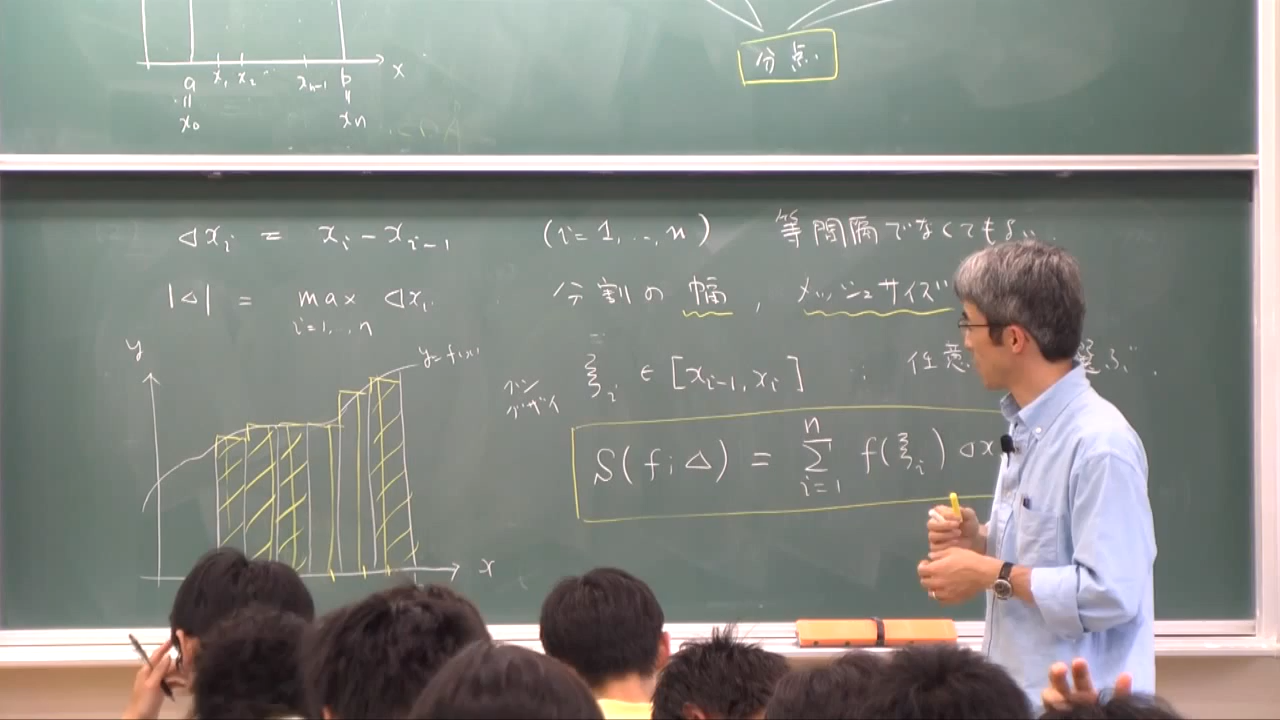 x
a x₁ x₂ … xₙ₋₁ b
|| ||
x₀ xₙ
分点
Δxᵢ = xᵢ - xᵢ₋₁ (i=1,…,n) 等間隔でなくてもよい
|Δ| = max Δxᵢ 分割の幅, メッシュサイズ
i=1,…,n
y
y=f(x)
ξᵢ ∈ [xᵢ₋₁, xᵢ] : 任意
S(f;Δ) = Σ f(ξᵢ) Δx
n
i=1
x